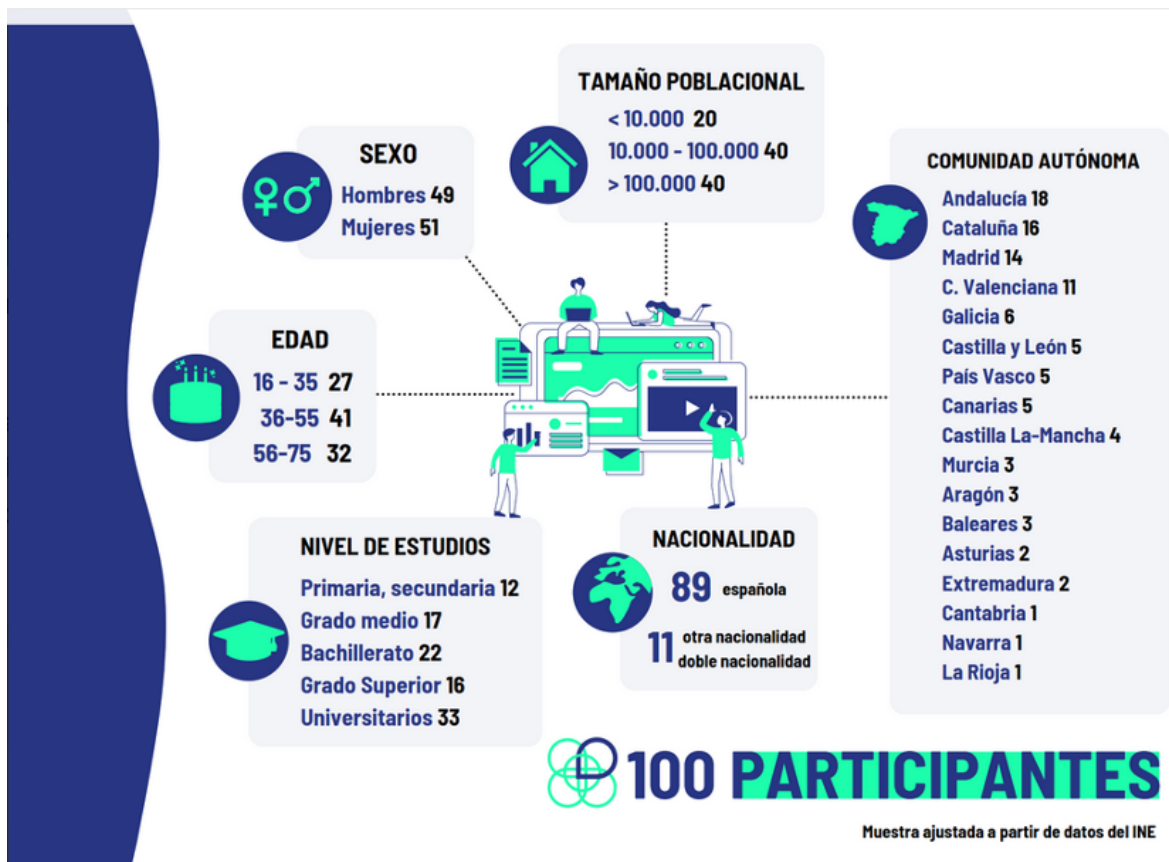 TAMAÑO POBLACIONAL
< 10.000 20
10.000 - 100.000 40
> 100.000 40
SEXO
Hombres 49
Mujeres 51
COMUNIDAD AUTÓNOMA
Andalucía 18
Cataluña 16
Madrid 14
C. Valenciana 11
Galicia 6
Castilla y León 5
País Vasco 5
Canarias 5
Castilla La-Mancha 4
Murcia 3
Aragón 3
Baleares 3
Asturias 2
Extremadura 2
Cantabria 1
Navarra 1
La Rioja 1
EDAD
16 - 35 27
36-55 41
56-75 32
NIVEL DE ESTUDIOS
Primaria, secundaria 12
Grado medio 17
Bachillerato 22
Grado Superior 16
Universitarios 33
NACIONALIDAD
89 española
11 otra nacionalidad
doble nacionalidad
100 PARTICIPANTES
Muestra ajustada a partir de datos del INE